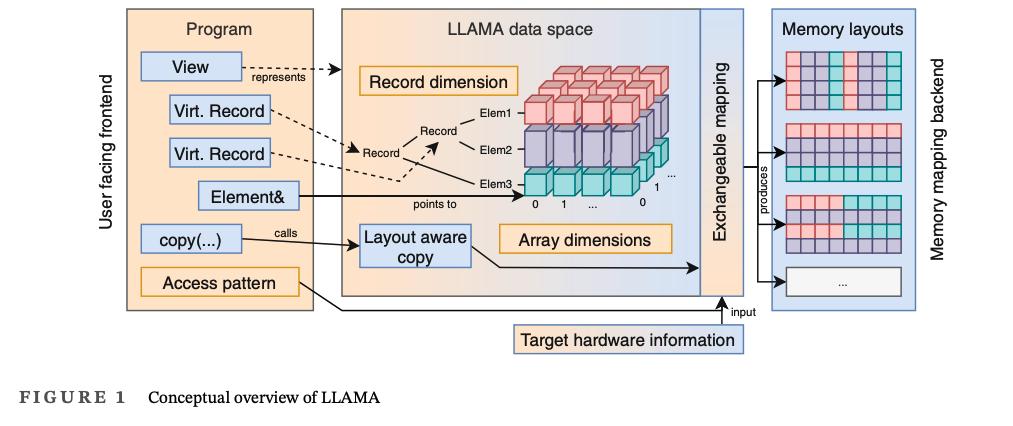 Program
LLAMA data space
Memory layouts
User facing frontend
View
represents
Record dimension
Virt. Record
Virt. Record
Record
Record
Elem1
Elem2
Elem3
0
1
...
0
1
...
Element&
points to
copy(...)
calls
Layout aware
copy
Array dimensions
Access pattern
Exchangeable mapping
produces
...
Memory mapping backend
input
Target hardware information
FIGURE 1 Conceptual overview of LLAMA